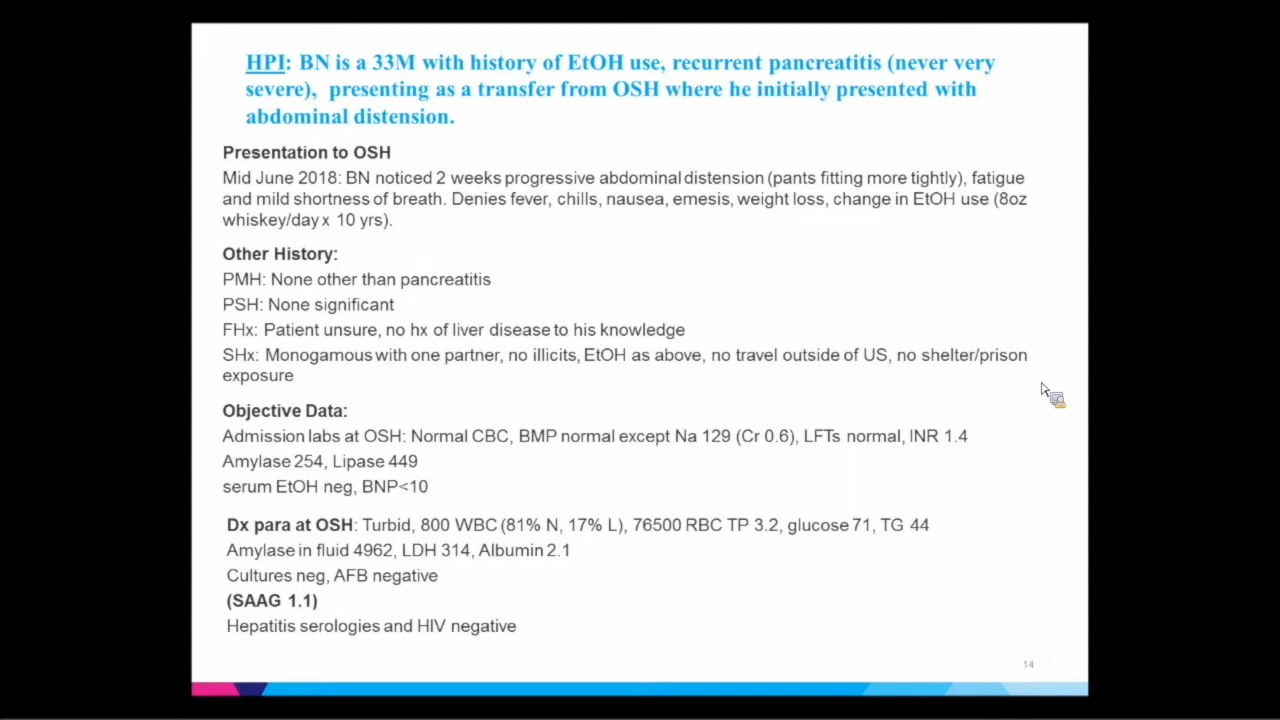 HPI: BN is a 33M with history of EtOH use, recurrent pancreatitis (never very
severe), presenting as a transfer from OSH where he initially presented with
abdominal distension.
Presentation to OSH
Mid June 2018: BN noticed 2 weeks progressive abdominal distension (pants fitting more tightly), fatigue
and mild shortness of breath. Denies fever, chills, nausea, emesis, weight loss, change in EtOH use (8oz
whiskey/day x 10 yrs).
Other History:
PMH: None other than pancreatitis
PSH: None significant
FHx: Patient unsure, no hx of liver disease to his knowledge
SHx: Monogamous with one partner, no illicits, EtOH as above, no travel outside of US, no shelter/prison
exposure
Objective Data:
Admission labs at OSH: Normal CBC, BMP normal except Na 129 (Cr 0.6), LFTs normal, INR 1.4
Amylase 254, Lipase 449
serum EtOH neg, BNP<10
Dx para at OSH: Turbid, 800 WBC (81% N, 17% L), 76500 RBC TP 3.2, glucose 71, TG 44
Amylase in fluid 4962, LDH 314, Albumin 2.1
Cultures neg, AFB negative
(SAAG 1.1)
Hepatitis serologies and HIV negative
14